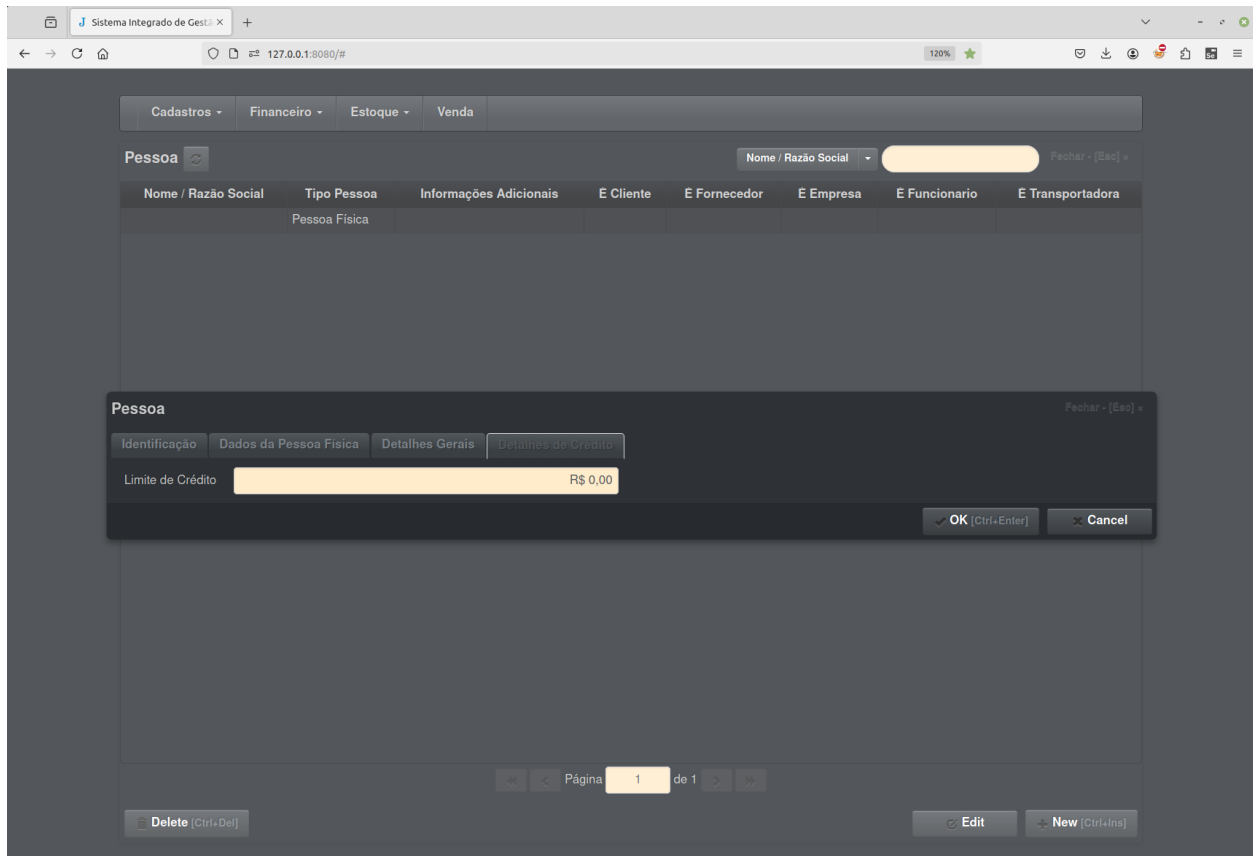 Sistema Integrado de Gestã
127.0.0.1:8080/#
120%
Cadastros Financeiro Estoque Venda
Pessoa Nome / Razão Social Fechar - [Esc] ×
Nome / Razão Social Tipo Pessoa Informações Adicionais É Cliente É Fornecedor É Empresa É Funcionario É Transportadora
Pessoa Física
Pessoa Fechar - [Esc] ×
Identificação Dados da Pessoa Física Detalhes Gerais Detalhes de Crédito
Limite de Crédito R$ 0,00
OK [Ctrl+Enter] Cancel
Página 1 de 1
Delete [Ctrl+Del] Edit New [Ctrl+Ins]